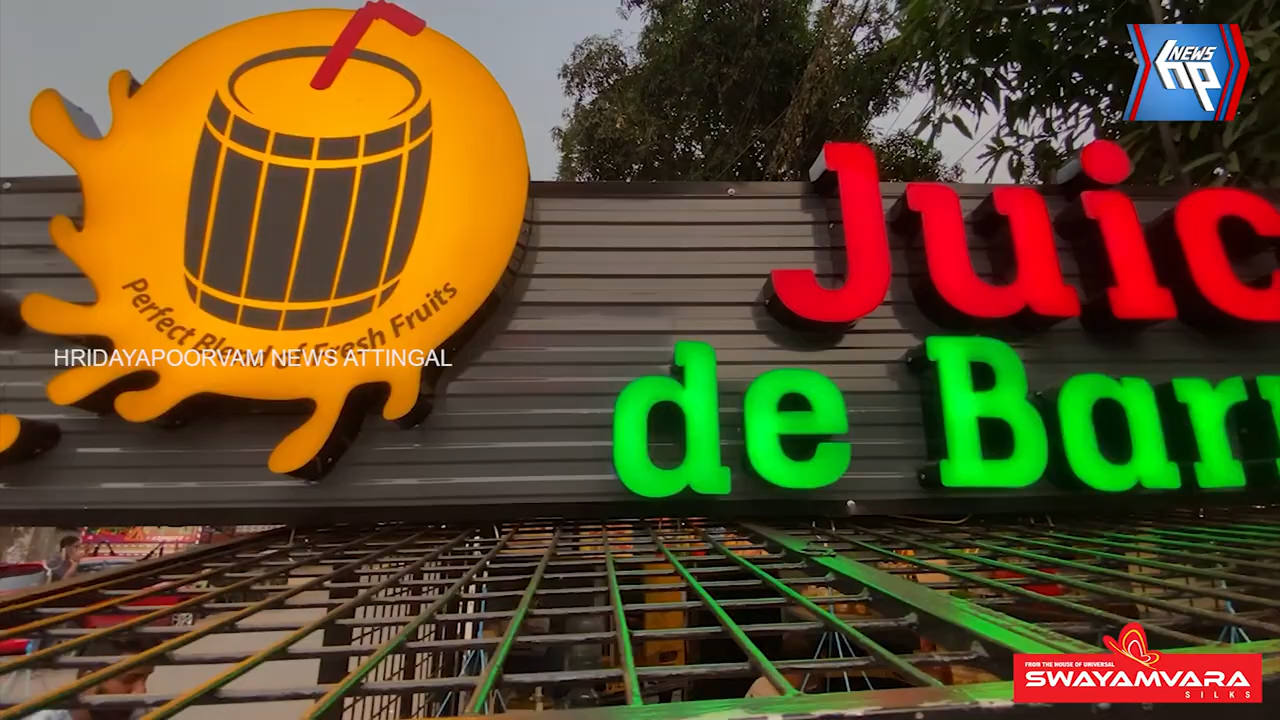 NEWS
hp
Juic
de Barr
Perfect Blend of Fresh Fruits
HRIDAYAPOORVAM NEWS ATTINGAL
FROM THE HOUSE OF UNIVERSAL
SWAYAMVARA
SILKS